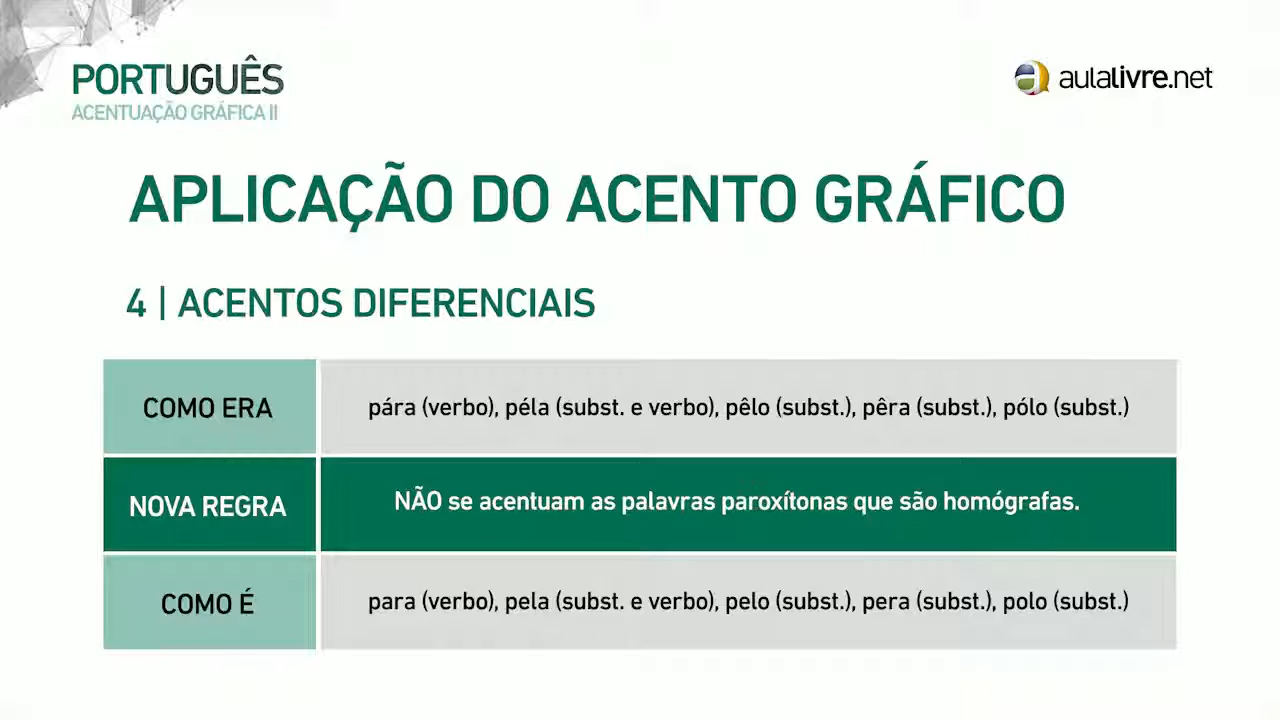 PORTUGUÊS
ACENTUAÇÃO GRÁFICA II
aulalivre.net
APLICAÇÃO DO ACENTO GRÁFICO
4 | ACENTOS DIFERENCIAIS
COMO ERA
pára (verbo), péla (subst. e verbo), pêlo (subst.), pêra (subst.), pólo (subst.)
NOVA REGRA
NÃO se acentuam as palavras paroxítonas que são homógrafas.
COMO É
para (verbo), pela (subst. e verbo), pelo (subst.), pera (subst.), polo (subst.)